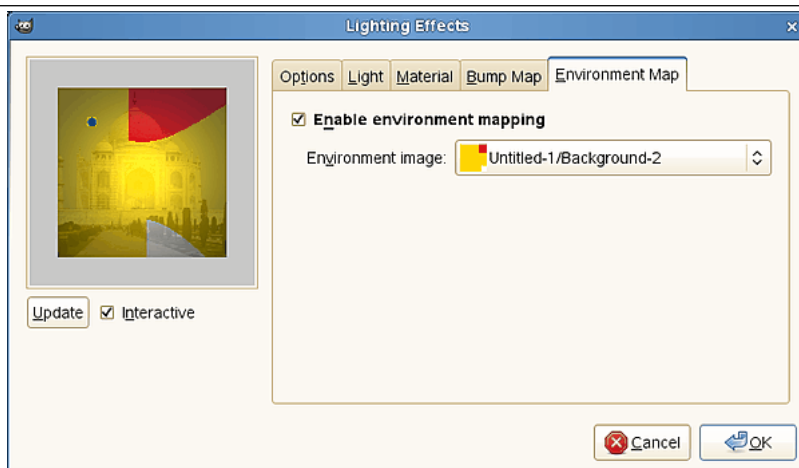 Lighting Effects
Options Light Material Bump Map Environment Map
Enable environment mapping
Environment image: Untitled-1/Background-2
Update Interactive
Cancel OK